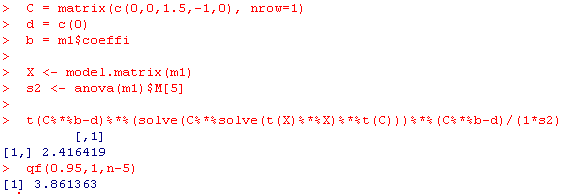 > C = matrix(c(0,0,1.5,-1,0), nrow=1)
> d = c(0)
> b = m1$coeffi
>
> X <- model.matrix(m1)
> s2 <- anova(m1)$M[5]
>
> t(C%*%b-d)%*%(solve(C%*%solve(t(X)%*%X)%*%t(C)))%*%(C%*%b-d)/(1*s2)
[,1]
[1,] 2.416419
> qf(0.95,1,n-5)
[1] 3.861363